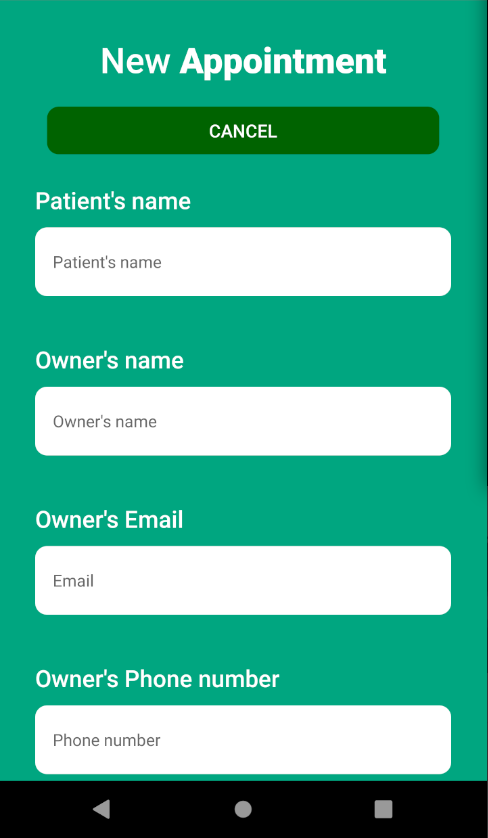 New Appointment
CANCEL
Patient's name
Patient's name
Owner's name
Owner's name
Owner's Email
Email
Owner's Phone number
Phone number